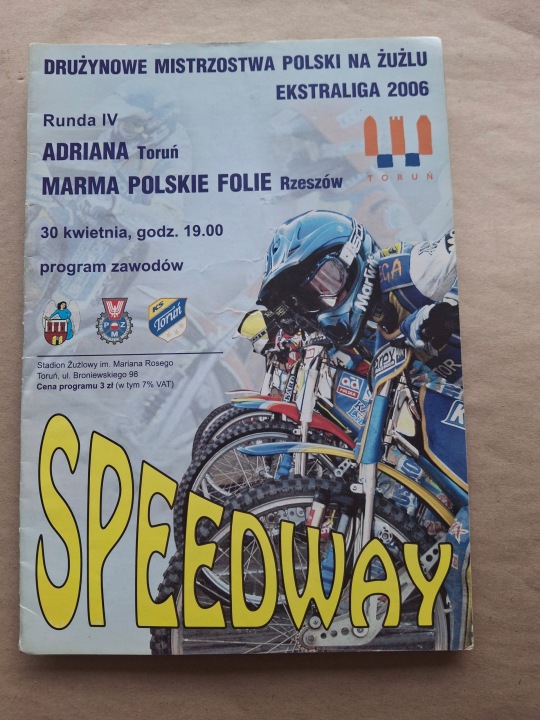 DRUŻYNOWE MISTRZOSTWA POLSKI NA ŻUŻLU
EKSTRALIGA 2006
Runda IV
ADRIANA Toruń
MARMA POLSKIE FOLIE Rzeszów
TORUŃ
30 kwietnia, godz. 19.00
program zawodów
PZM
KS Toruń
Stadion Żużlowy im. Mariana Rosego
Toruń, ul. Broniewskiego 98
Cena programu 3 zł (w tym 7% VAT)
SPEEDWAY